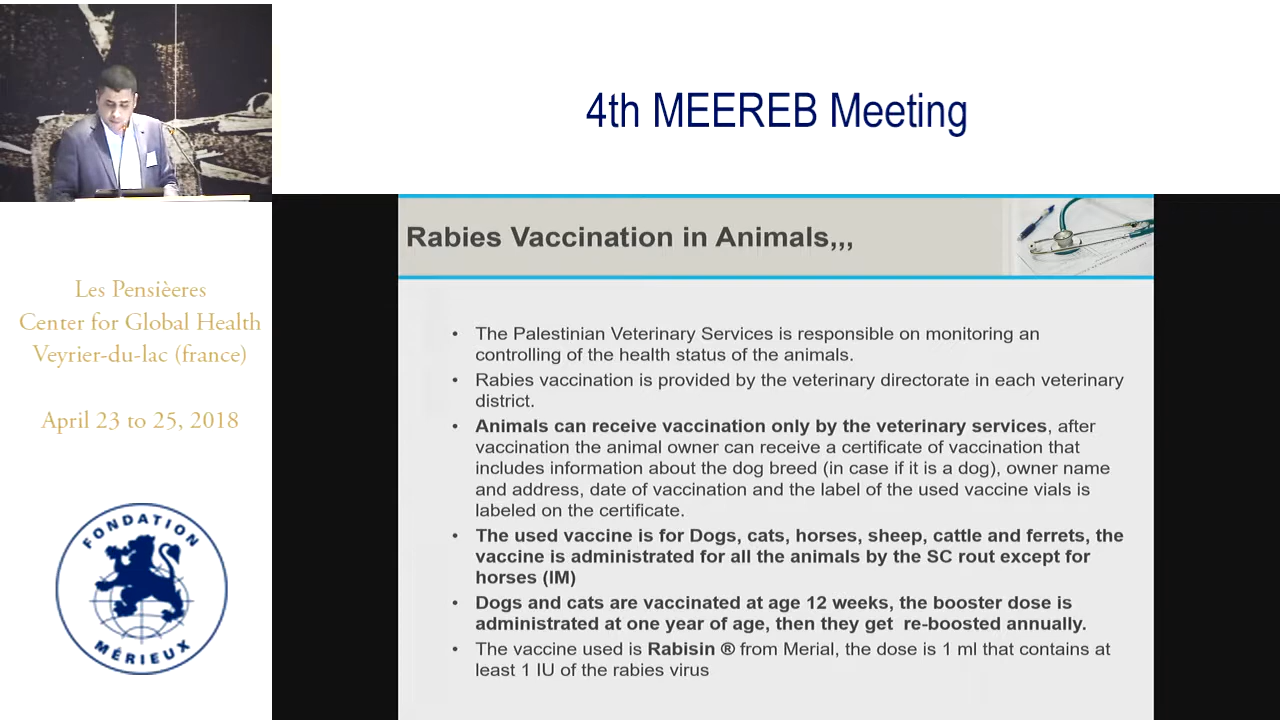 4th MEEREB Meeting
Les Pensièeres
Center for Global Health
Veyrier-du-lac (france)
April 23 to 25, 2018
FONDATION
MÉRIEUX
Rabies Vaccination in Animals,,,
• The Palestinian Veterinary Services is responsible on monitoring an
controlling of the health status of the animals.
• Rabies vaccination is provided by the veterinary directorate in each veterinary
district.
• Animals can receive vaccination only by the veterinary services, after
vaccination the animal owner can receive a certificate of vaccination that
includes information about the dog breed (in case if it is a dog), owner name
and address, date of vaccination and the label of the used vaccine vials is
labeled on the certificate.
• The used vaccine is for Dogs, cats, horses, sheep, cattle and ferrets, the
vaccine is administrated for all the animals by the SC rout except for
horses (IM)
• Dogs and cats are vaccinated at age 12 weeks, the booster dose is
administrated at one year of age, then they get re-boosted annually.
• The vaccine used is Rabisin ® from Merial, the dose is 1 ml that contains at
least 1 IU of the rabies virus